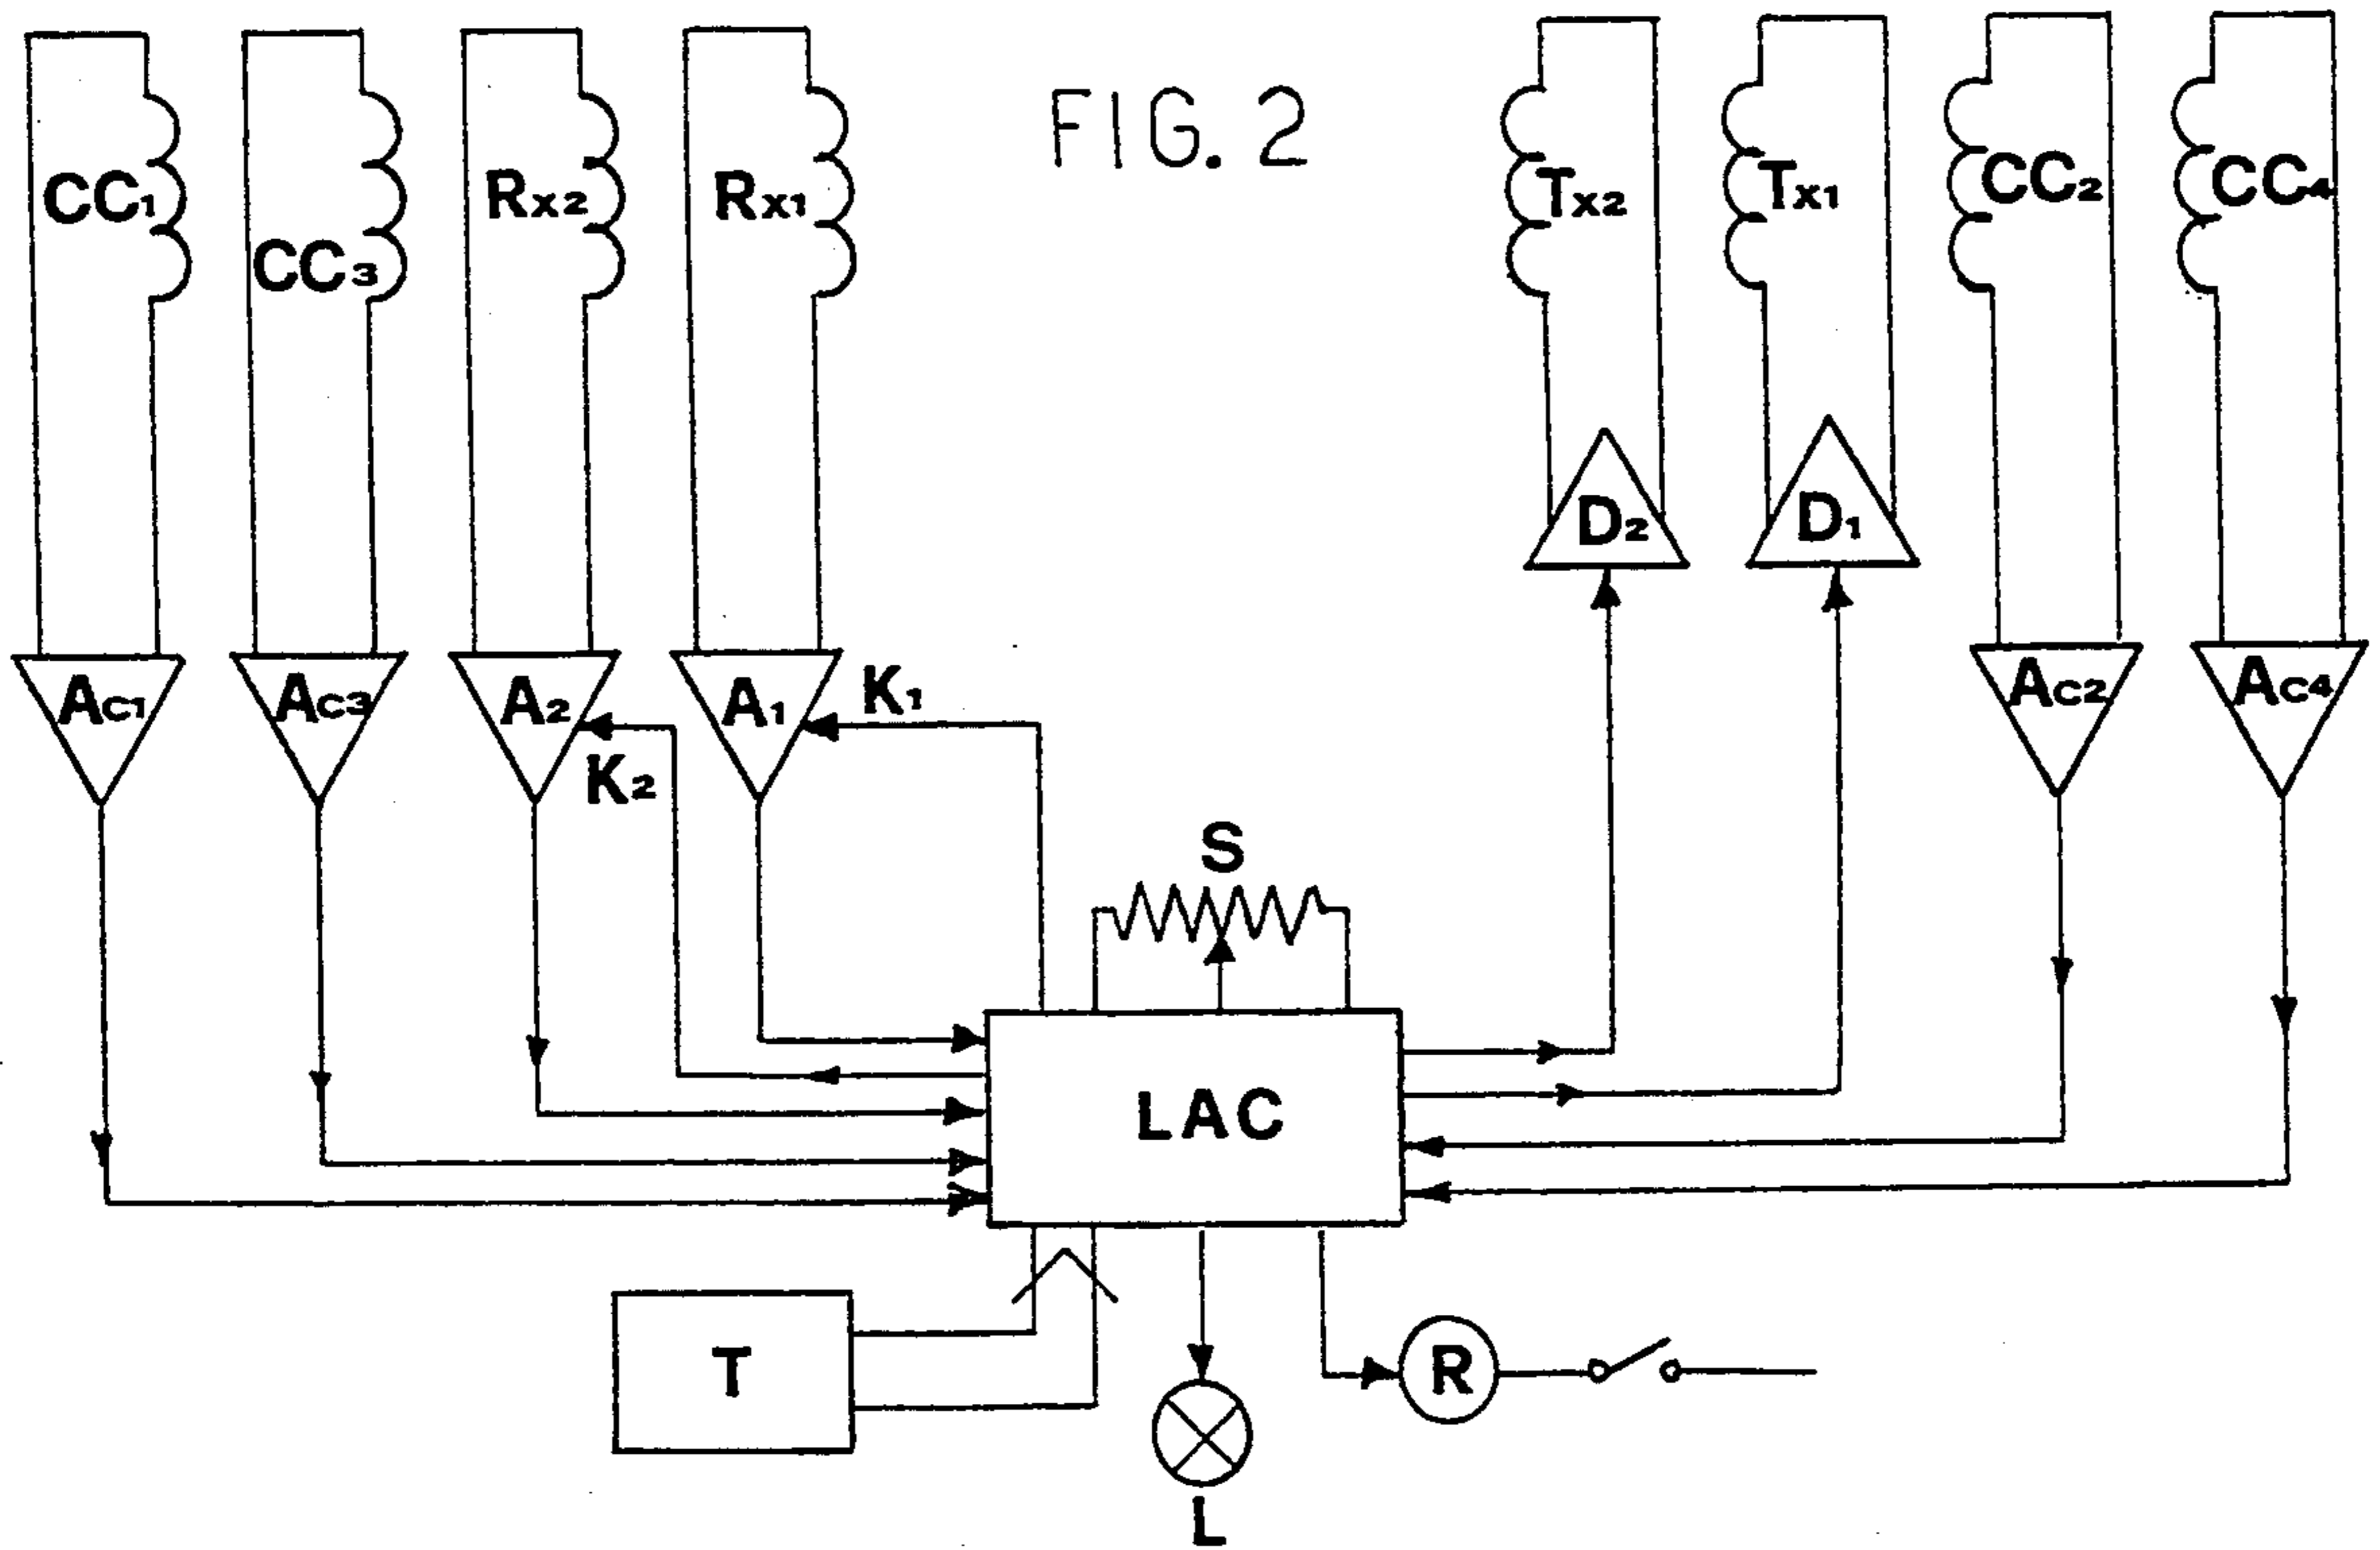 FIG. 2
CC1
CC3
Rx2
Rx1
Tx2
Tx1
CC2
CC4
D2
D1
AC1
AC3
A2
A1
K1
K2
AC2
AC4
S
LAC
T
R
L